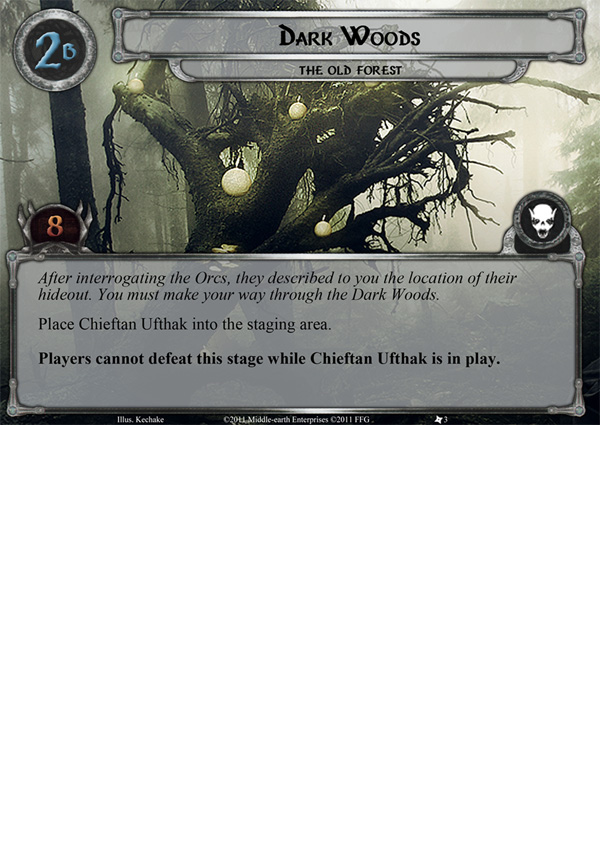 2B
DARK WOODS
THE OLD FOREST
8
After interrogating the Orcs, they described to you the location of their
hideout. You must make your way through the Dark Woods.
Place Chieftan Ufthak into the staging area.
Players cannot defeat this stage while Chieftan Ufthak is in play.
Illus. Kechake ©2011 Middle-earth Enterprises ©2011 FFG . 3